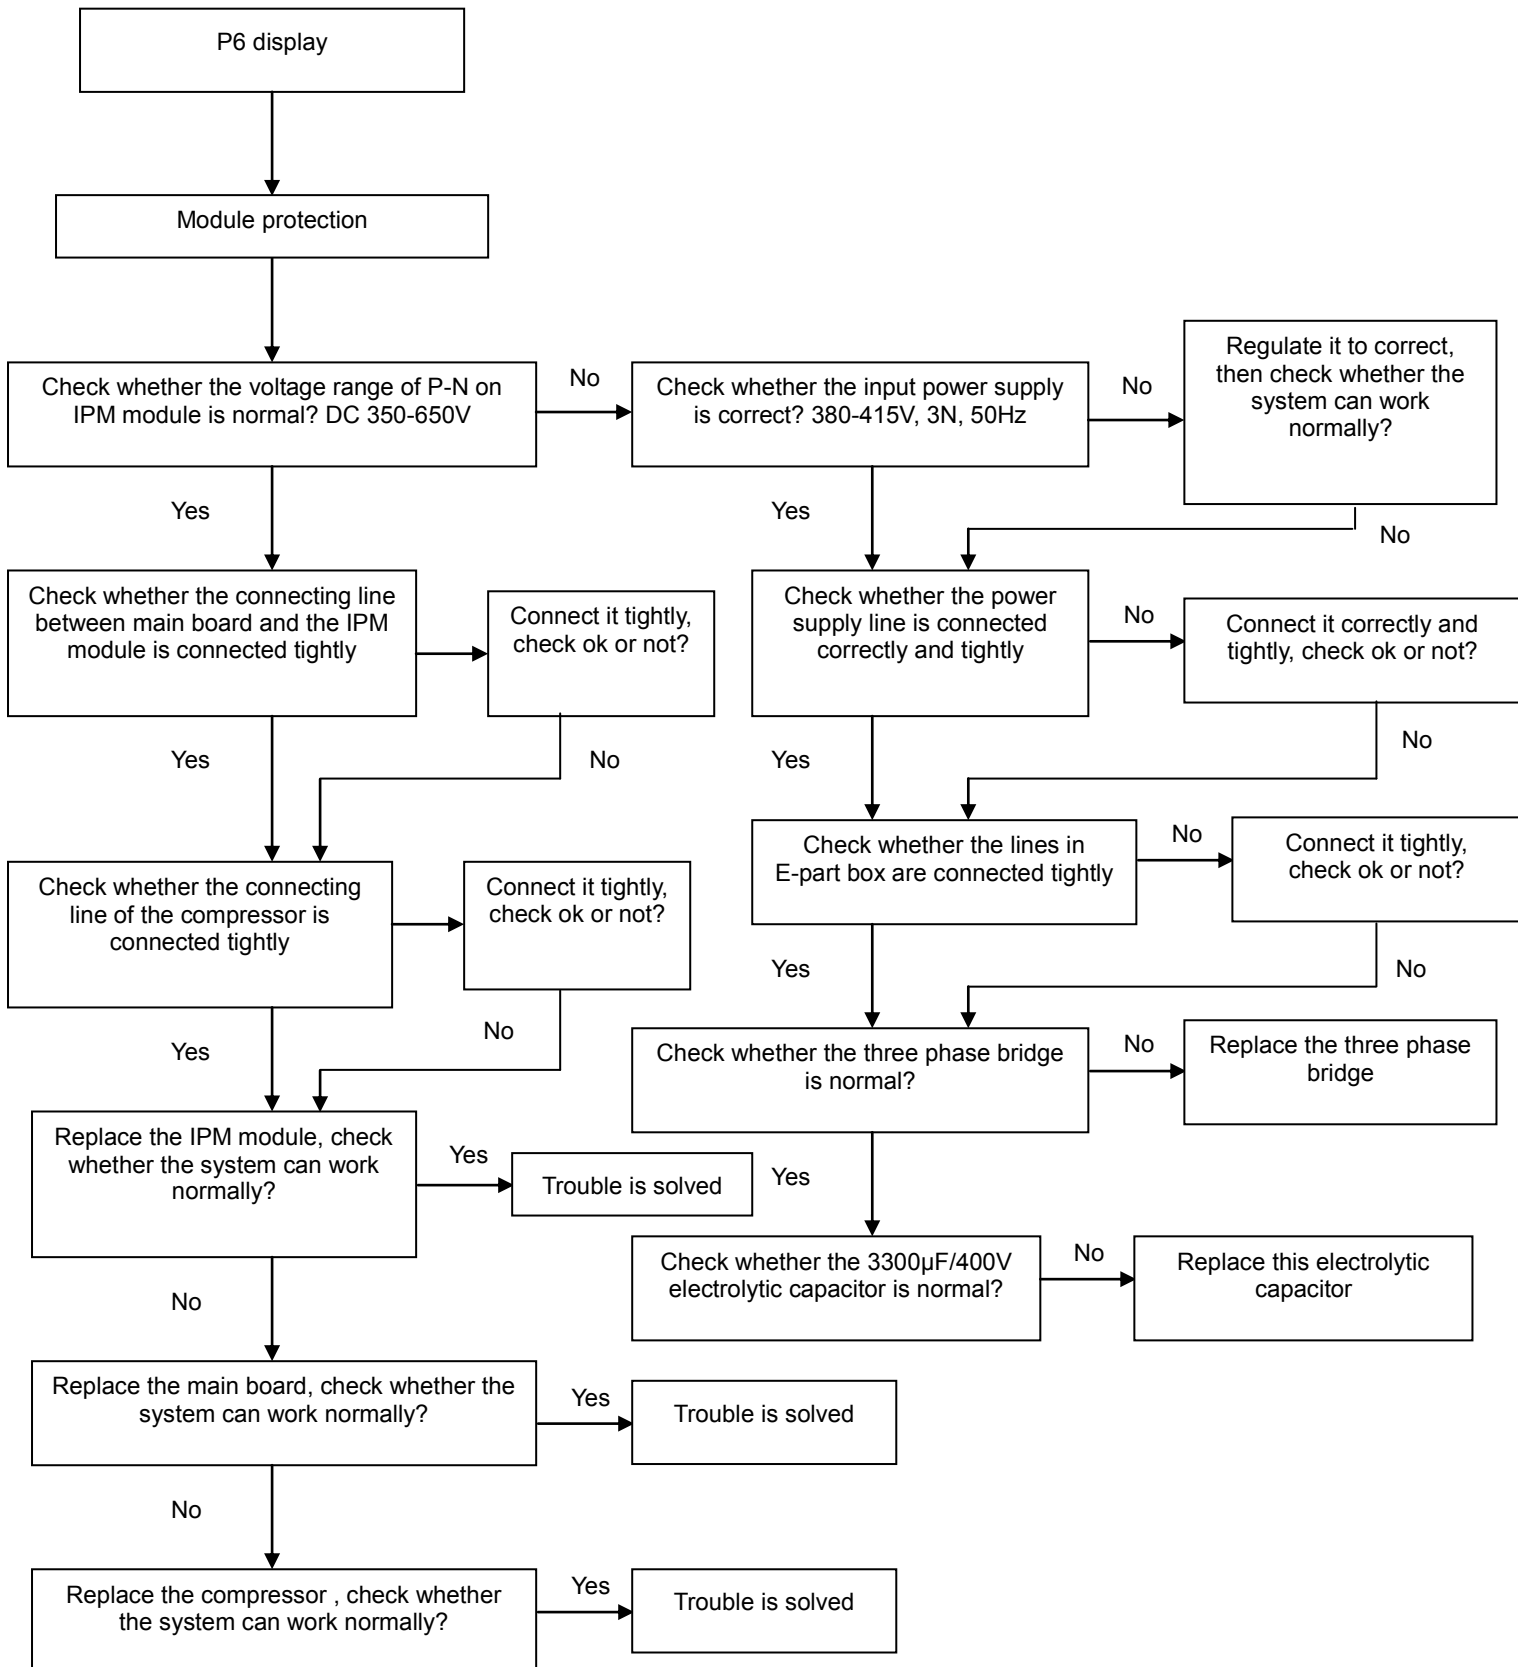 P6 display
Module protection
Check whether the voltage range of P-N on
IPM module is normal? DC 350-650V
No
Check whether the input power supply
is correct? 380-415V, 3N, 50Hz
No
Regulate it to correct,
then check whether the
system can work
normally?
Yes
Yes
No
Check whether the connecting line
between main board and the IPM
module is connected tightly
Connect it tightly,
check ok or not?
Check whether the power
supply line is connected
correctly and tightly
No
Connect it correctly and
tightly, check ok or not?
Yes
No
Yes
No
Check whether the connecting
line of the compressor is
connected tightly
Connect it tightly,
check ok or not?
Check whether the lines in
E-part box are connected tightly
No
Connect it tightly,
check ok or not?
Yes
No
Yes
No
Check whether the three phase bridge
is normal?
No
Replace the three phase
bridge
Replace the IPM module, check
whether the system can work
normally?
Yes
Trouble is solved
Yes
Check whether the 3300µF/400V
electrolytic capacitor is normal?
No
Replace this electrolytic
capacitor
No
Replace the main board, check whether the
system can work normally?
Yes
Trouble is solved
No
Replace the compressor , check whether
the system can work normally?
Yes
Trouble is solved